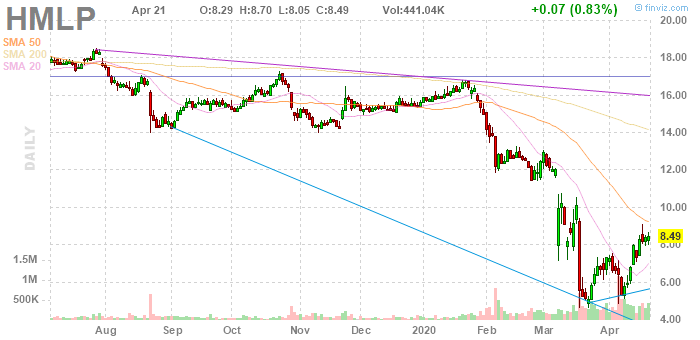 HMLP Apr 21 O:8.29 H:8.70 L:8.05 C:8.49 Vol:441.04K +0.07 (0.83%)
© finviz.com
SMA 50
SMA 200
SMA 20
DAILY
20.00
18.00
16.00
14.00
12.00
10.00
8.49
8.00
6.00
4.00
1.5M
1M
500K
Aug Sep Oct Nov Dec 2020 Feb Mar Apr